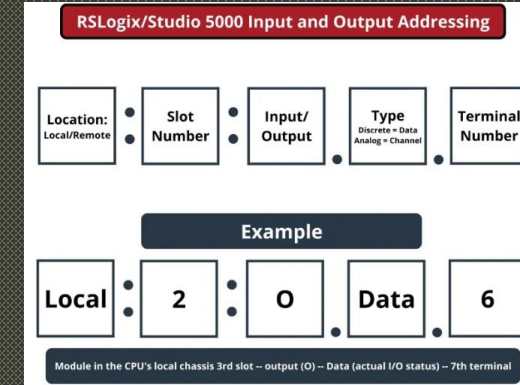 RSLogix/Studio 5000 Input and Output Addressing
Location:
Local/Remote
:
Slot
Number
:
Input/
Output
.
Type
Discrete = Data
Analog = Channel
.
Terminal
Number
Example
Local : 2 : O . Data . 6
Module in the CPU's local chassis 3rd slot -- output (O) -- Data (actual I/O status) -- 7th terminal